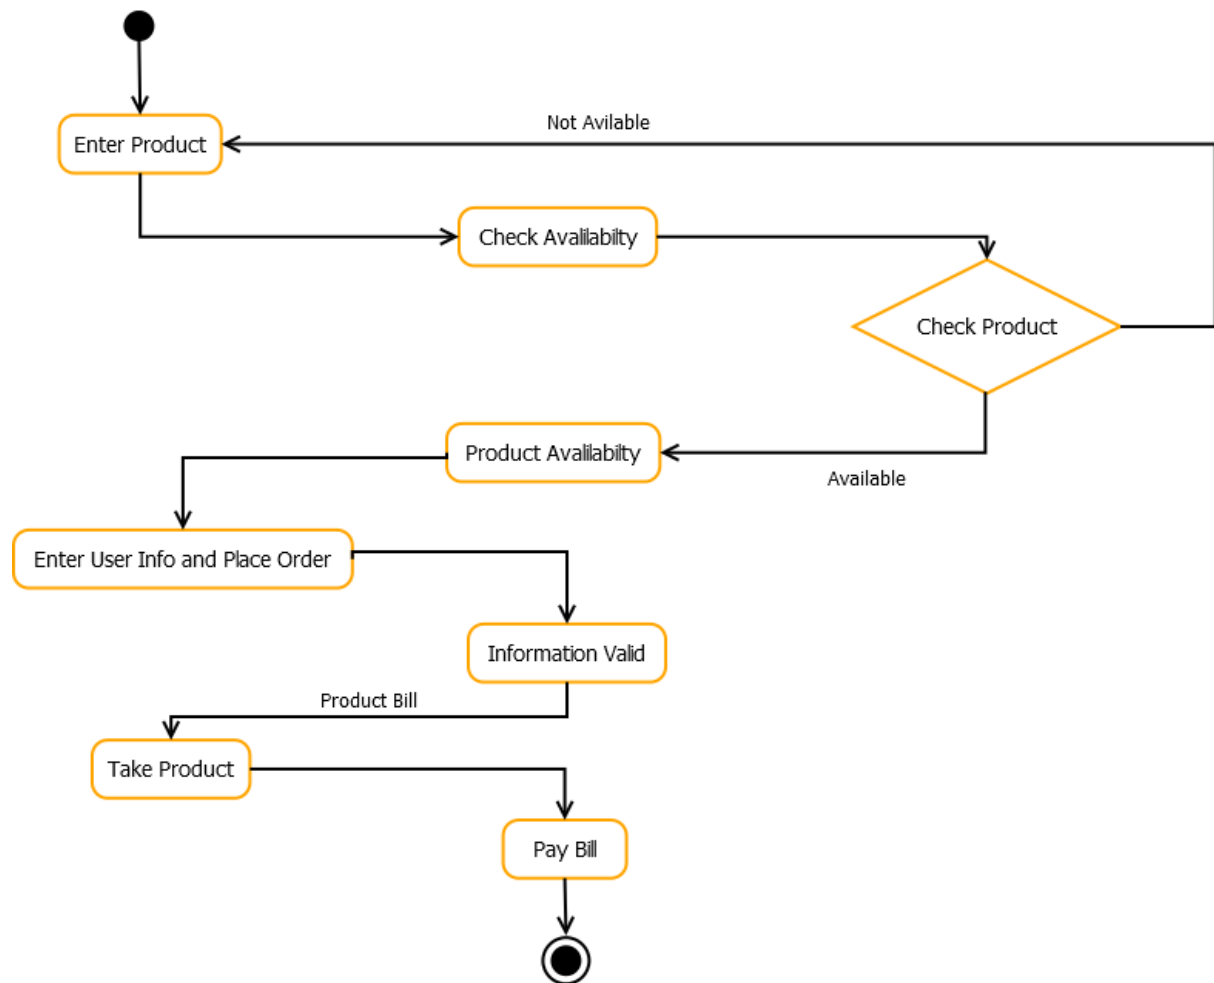 Not Avilable
Enter Product
Check Avalilabilty
Check Product
Product Avalilabilty
Available
Enter User Info and Place Order
Information Valid
Product Bill
Take Product
Pay Bill